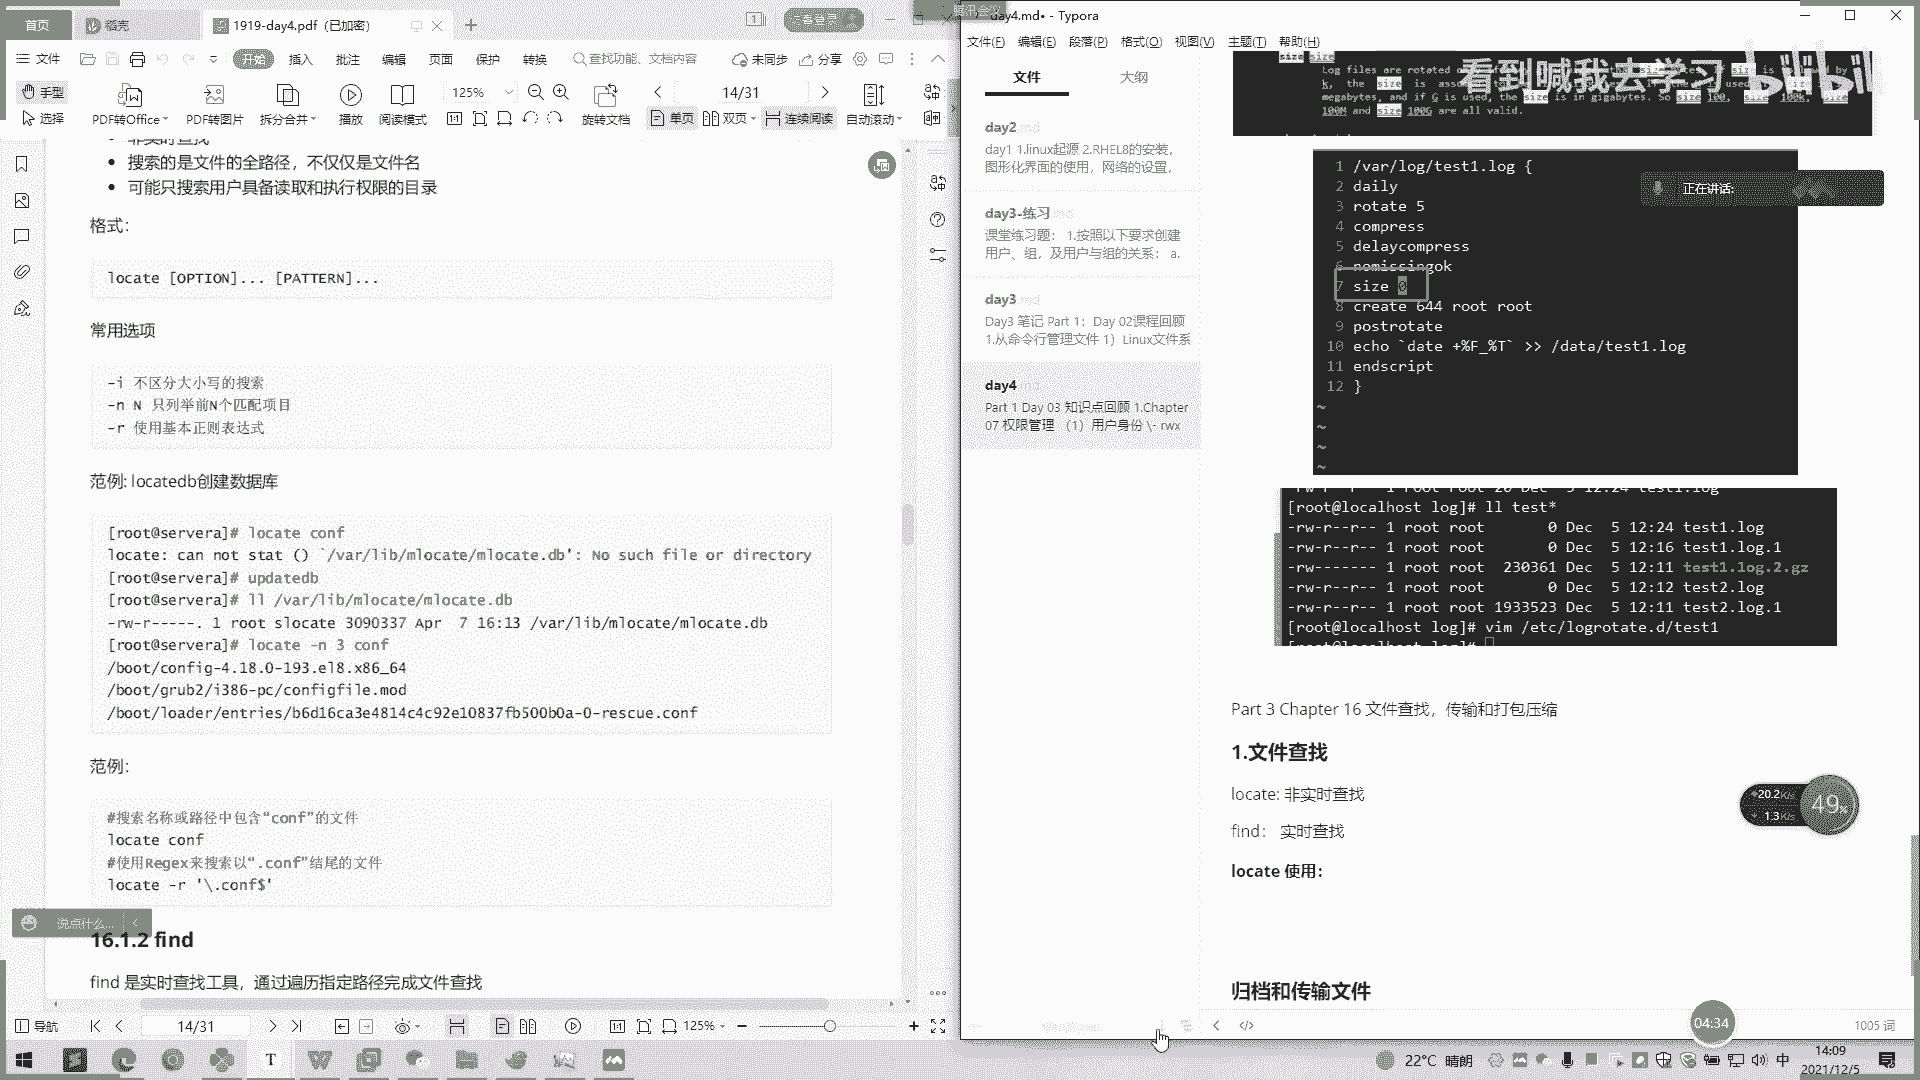 首页
稻壳
1919-day4.pdf（已加密）
文件
开始
插入
批注
编辑
页面
保护
转换
查找功能、文档内容
未同步
分享
手型
选择
PDF转Office
PDF转图片
拆分合并
播放
阅读模式
125%
旋转文档
14/31
单页
双页
连续阅读
自动滚动
搜索的是文件的全路径，不仅仅是文件名
可能只搜索用户具备读取和执行权限的目录
格式：
locate [OPTION]... [PATTERN]...
常用选项
-i 不区分大小写的搜索
-n N 只列举前N个匹配项目
-r 使用基本正则表达式
范例: locatedb创建数据库
[root@servera]# locate conf
locate: can not stat () `/var/lib/mlocate/mlocate.db': No such file or directory
[root@servera]# updatedb
[root@servera]# ll /var/lib/mlocate/mlocate.db
-rw-r-----. 1 root slocate 3090337 Apr  7 16:13 /var/lib/mlocate/mlocate.db
[root@servera]# locate -n 3 conf
/boot/config-4.18.0-193.el8.x86_64
/boot/grub2/i386-pc/configfile.mod
/boot/loader/entries/b6d16ca3e4814c4c92e10837fb500b0a-0-rescue.conf
范例：
#搜索名称或路径中包含“conf”的文件
locate conf
#使用Regex来搜索以“.conf”结尾的文件
locate -r '\.conf$'
说点什么...
16.1.2 find
find 是实时查找工具，通过遍历指定路径完成文件查找
导航
14/31
125%
day4.md• - Typora
文件(F) 编辑(E) 段落(P) 格式(O) 视图(V) 主题(T) 帮助(H)
文件
大纲
day2.md
day1 1.linux起源 2.RHEL8的安装，
图形化界面的使用，网络的设置，
day3-练习.md
课堂练习题： 1.按照以下要求创建
用户、组，及用户与组的关系： a.
day3.md
Day3 笔记 Part 1：Day 02课程回顾
1.从命令行管理文件 1）Linux文件系
day4.md
Part 1 Day 03 知识点回顾 1.Chapter
07 权限管理 （1）用户身份 \- rwx
size size
megabytes, and if G is used, the size is in gigabytes. So size 100, size 100k, size
100M and size 100G are all valid.
看到喊我去学习
bilibili
1 /var/log/test1.log {
2 daily
3 rotate 5
4 compress
5 delaycompress
6 nomissingok
7 size 0
8 create 644 root root
9 postrotate
10 echo `date +%F_%T` >> /data/test1.log
11 endscript
12 }
~
~
~
~
正在讲话:
[root@localhost log]# ll test*
-rw-r--r-- 1 root root       0 Dec  5 12:24 test1.log
-rw-r--r-- 1 root root       0 Dec  5 12:16 test1.log.1
-rw------- 1 root root  230361 Dec  5 12:11 test1.log.2.gz
-rw-r--r-- 1 root root       0 Dec  5 12:12 test2.log
-rw-r--r-- 1 root root 1933523 Dec  5 12:11 test2.log.1
[root@localhost log]# vim /etc/logrotate.d/test1
Part 3 Chapter 16 文件查找，传输和打包压缩
1.文件查找
locate: 非实时查找
find： 实时查找
locate 使用：
归档和传输文件
20.2K/s
1.3K/s
49%
04:34
1005 词
22°C 晴朗
中
14:09
2021/12/5